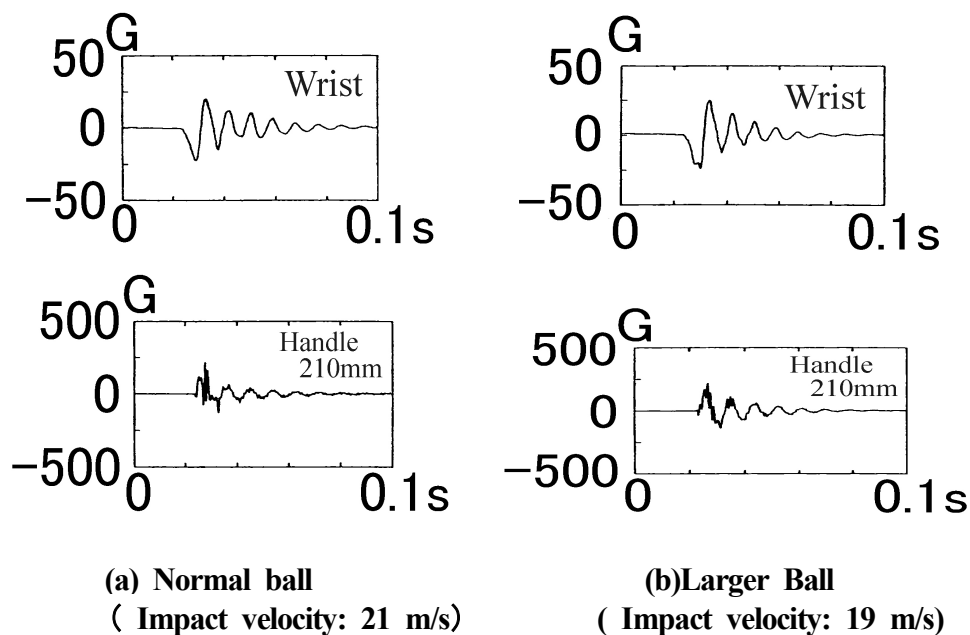 G
50
Wrist
0
−50
0 0.1s
G
50
Wrist
0
−50
0 0.1s
G
500
Handle
210mm
0
−500
0 0.1s
G
500
Handle
210mm
0
−500
0 0.1s
(a) Normal ball
( Impact velocity: 21 m/s)
(b)Larger Ball
( Impact velocity: 19 m/s)